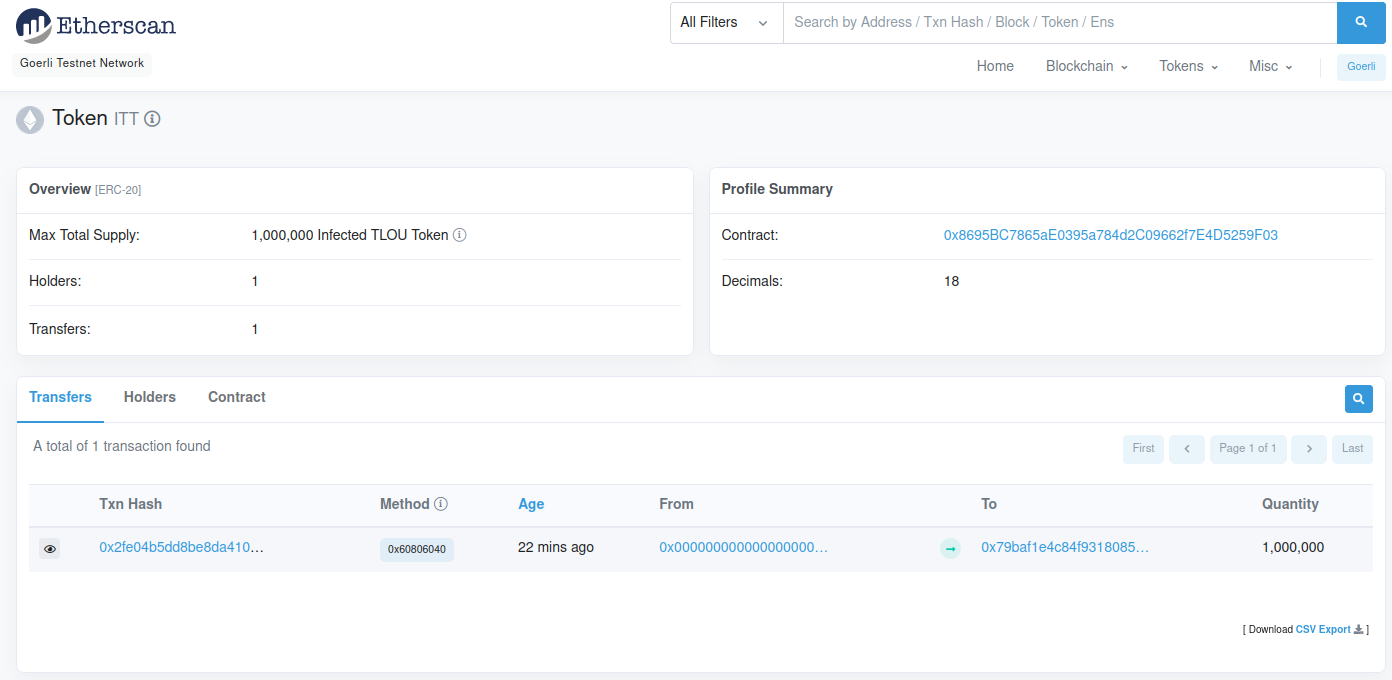 Etherscan
All Filters Search by Address / Txn Hash / Block / Token / Ens
Goerli Testnet Network
Home Blockchain Tokens Misc Goerli
Token ITT
Overview [ERC-20]
Max Total Supply: 1,000,000 Infected TLOU Token
Holders: 1
Transfers: 1
Profile Summary
Contract: 0x8695BC7865aE0395a784d2C09662f7E4D5259F03
Decimals: 18
Transfers Holders Contract
A total of 1 transaction found
First Page 1 of 1 Last
Txn Hash Method Age From To Quantity
0x2fe04b5dd8be8da410... 0x60806040 22 mins ago 0x000000000000000000... 0x79baf1e4c84f9318085... 1,000,000
[ Download CSV Export ]